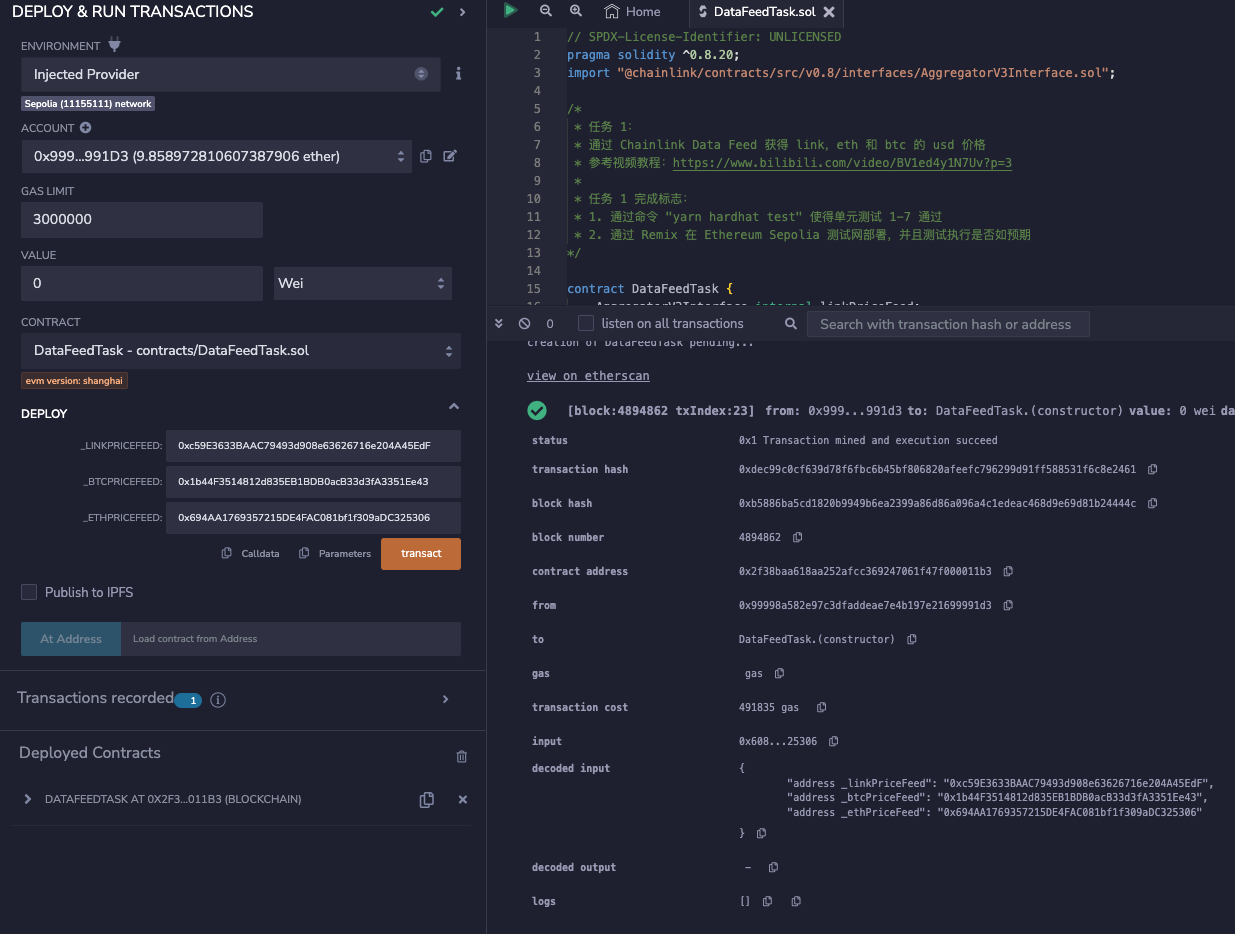 DEPLOY & RUN TRANSACTIONS
ENVIRONMENT
Injected Provider
Sepolia (11155111) network
ACCOUNT
0x999...991D3 (9.858972810607387906 ether)
GAS LIMIT
3000000
VALUE
0
Wei
CONTRACT
DataFeedTask - contracts/DataFeedTask.sol
evm version: shanghai
DEPLOY
_LINKPRICEFEED: 0xc59E3633BAAC79493d908e63626716e204A45EdF
_BTCPRICEFEED: 0x1b44F3514812d835EB1BDB0acB33d3fA3351Ee43
_ETHPRICEFEED: 0x694AA1769357215DE4FAC081bf1f309aDC325306
Calldata
Parameters
transact
Publish to IPFS
At Address
Load contract from Address
Transactions recorded 1
Deployed Contracts
DATAFEEDTASK AT 0X2F3...011B3 (BLOCKCHAIN)
Home
DataFeedTask.sol
1 // SPDX-License-Identifier: UNLICENSED
2 pragma solidity ^0.8.20;
3 import "@chainlink/contracts/src/v0.8/interfaces/AggregatorV3Interface.sol";
4
5 /*
6 * 任务 1:
7 * 通过 Chainlink Data Feed 获得 link，eth 和 btc 的 usd 价格
8 * 参考视频教程：https://www.bilibili.com/video/BV1ed4y1N7Uv?p=3
9 *
10 * 任务 1 完成标志：
11 * 1. 通过命令 "yarn hardhat test" 使得单元测试 1-7 通过
12 * 2. 通过 Remix 在 Ethereum Sepolia 测试网部署，并且测试执行是否如预期
13 */
14
15 contract DataFeedTask {
16 AggregatorV3Interface internal linkPriceFeed;
0
listen on all transactions
Search with transaction hash or address
creation of DataFeedTask pending...
view on etherscan
[block:4894862 txIndex:23] from: 0x999...991d3 to: DataFeedTask.(constructor) value: 0 wei da
status 0x1 Transaction mined and execution succeed
transaction hash 0xdec99c0cf639d78f6fbc6b45bf806820afeefc796299d91ff588531f6c8e2461
block hash 0xb5886ba5cd1820b9949b6ea2399a86d86a096a4c1edeac468d9e69d81b24444c
block number 4894862
contract address 0x2f38baa618aa252afcc369247061f47f000011b3
from 0x99998a582e97c3dfaddeae7e4b197e21699991d3
to DataFeedTask.(constructor)
gas gas
transaction cost 491835 gas
input 0x608...25306
decoded input {
"address _linkPriceFeed": "0xc59E3633BAAC79493d908e63626716e204A45EdF",
"address _btcPriceFeed": "0x1b44F3514812d835EB1BDB0acB33d3fA3351Ee43",
"address _ethPriceFeed": "0x694AA1769357215DE4FAC081bf1f309aDC325306"
}
decoded output -
logs []